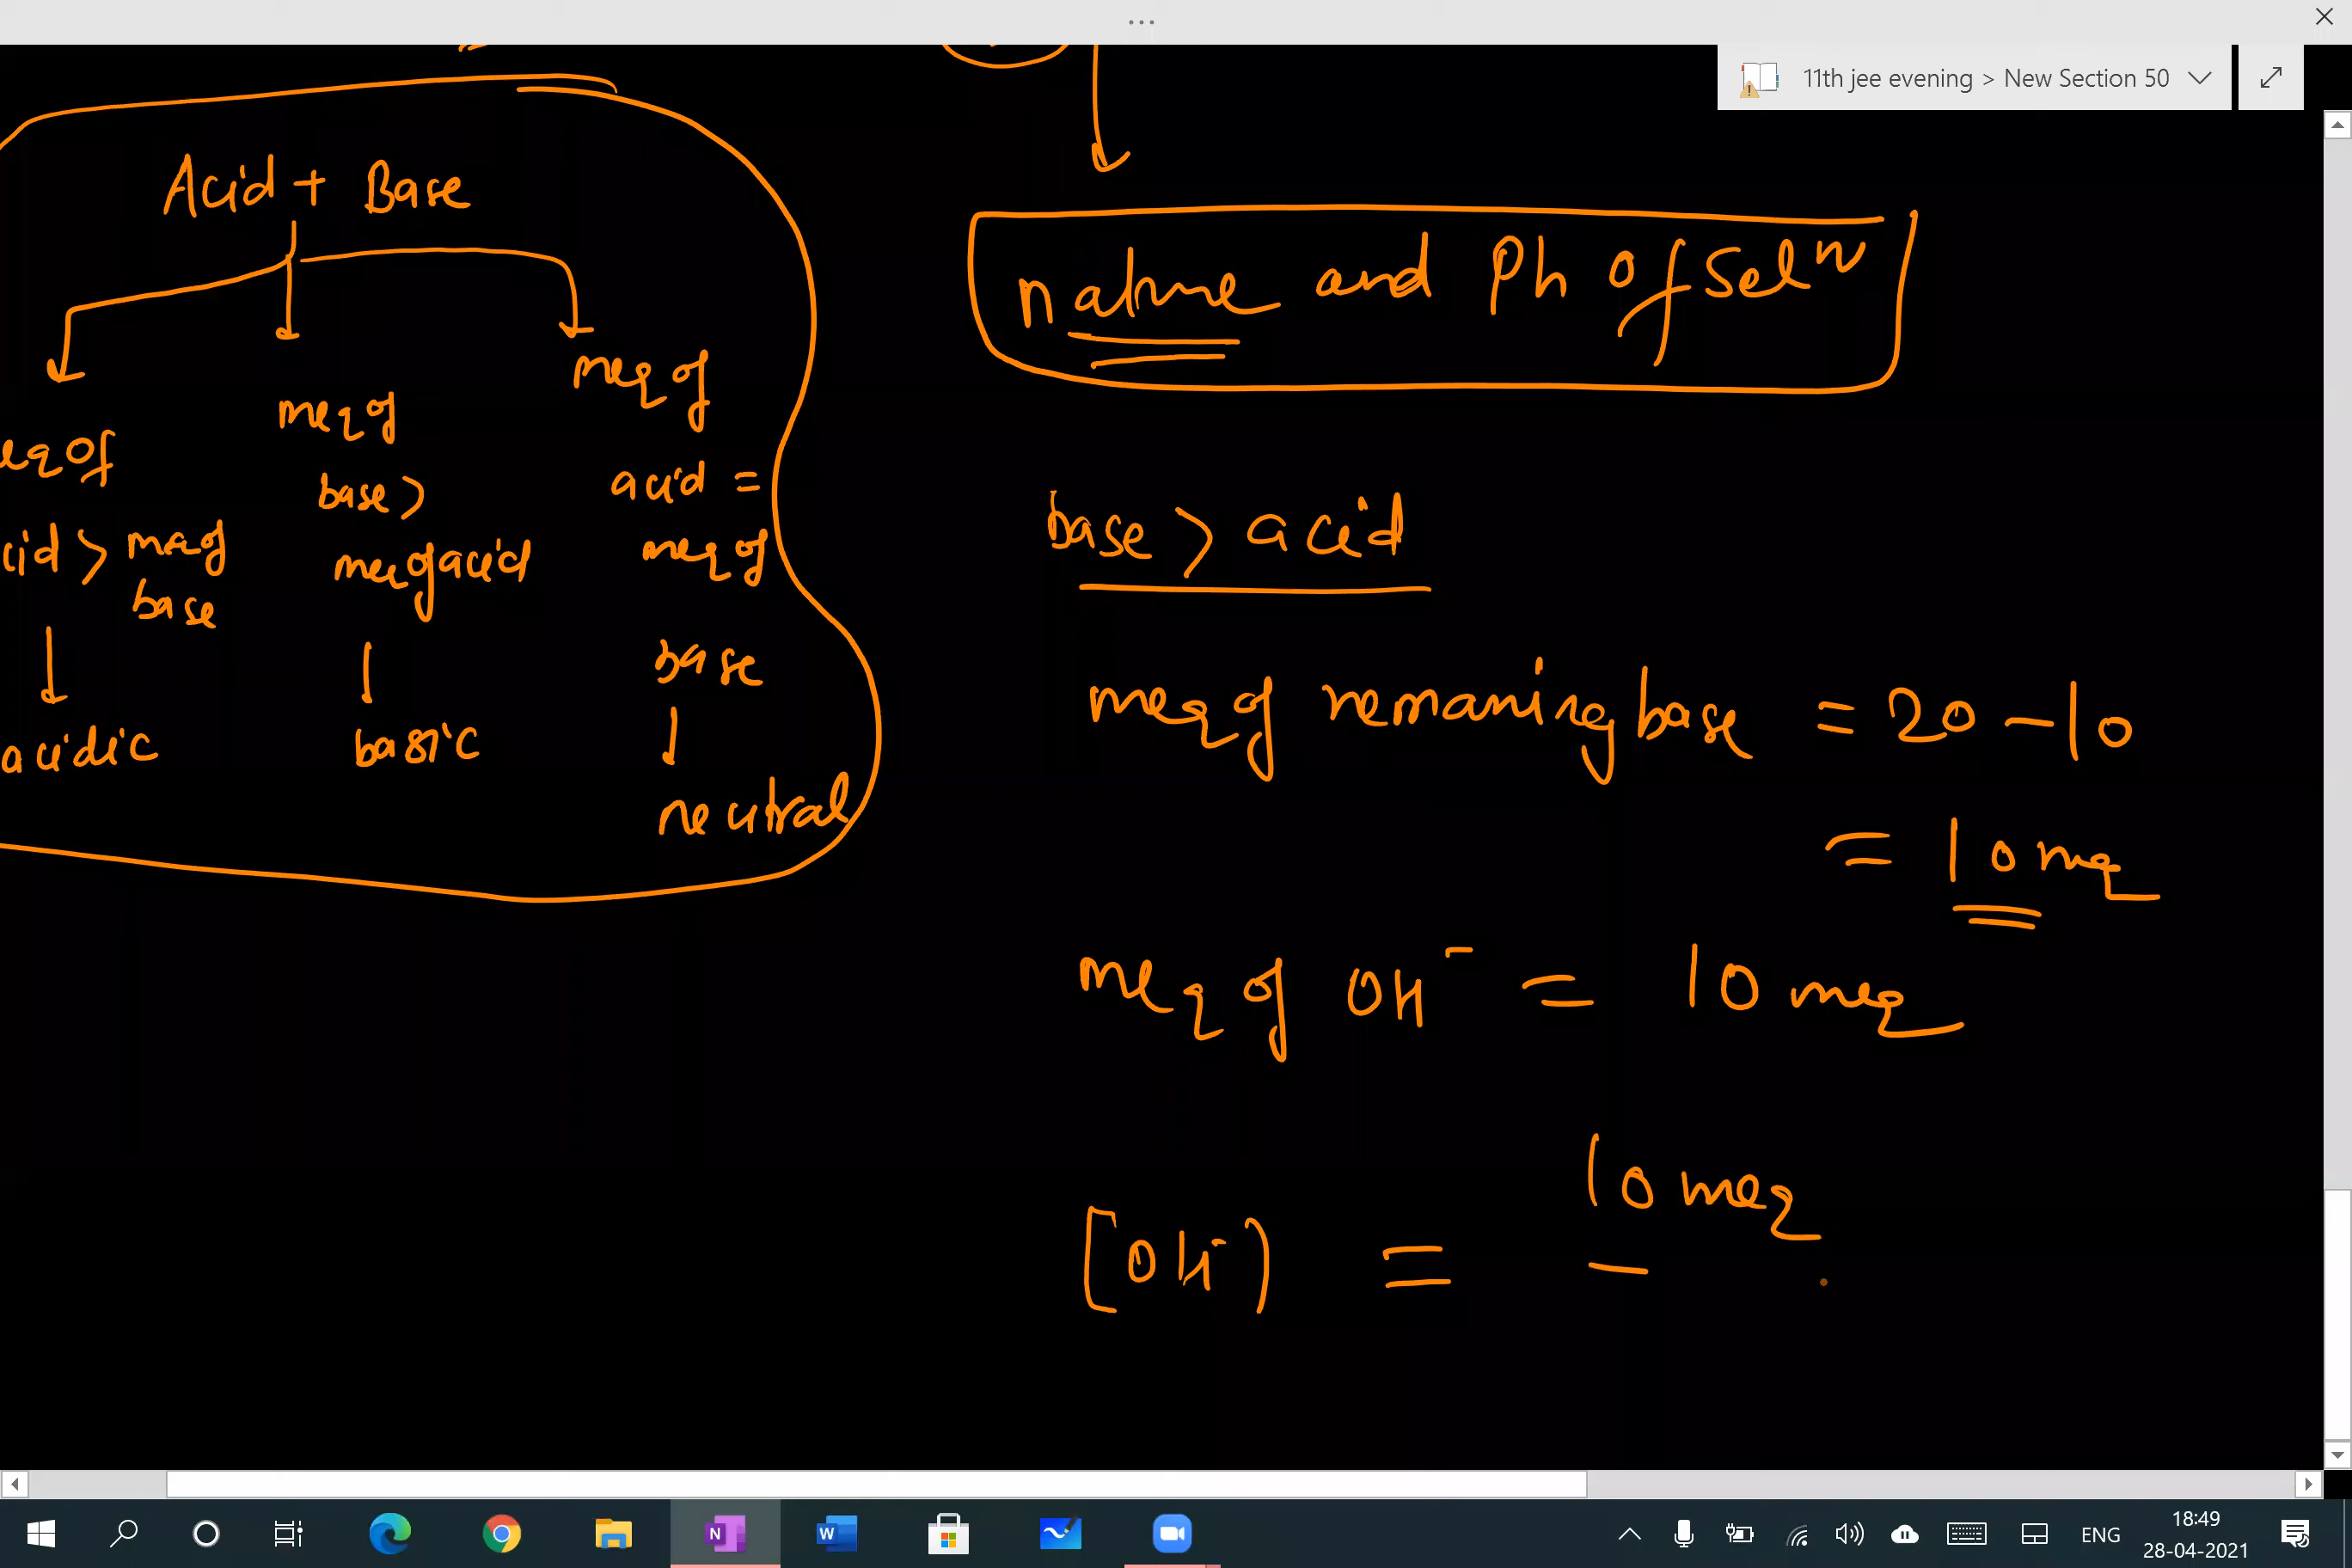 11th jee evening > New Section 50
Acid + Base
eq of
cid > meq of
base
acidic
meq of
base >
meq of acid
basic
meq of
acid =
meq of
base
neutral
nature and Ph of Solⁿ
base > acid
meq of remaning base = 20 - 10
= 10 meq
meq of OH⁻ = 10 meq
[OH⁻) = 10 meq
ENG
18:49
28-04-2021